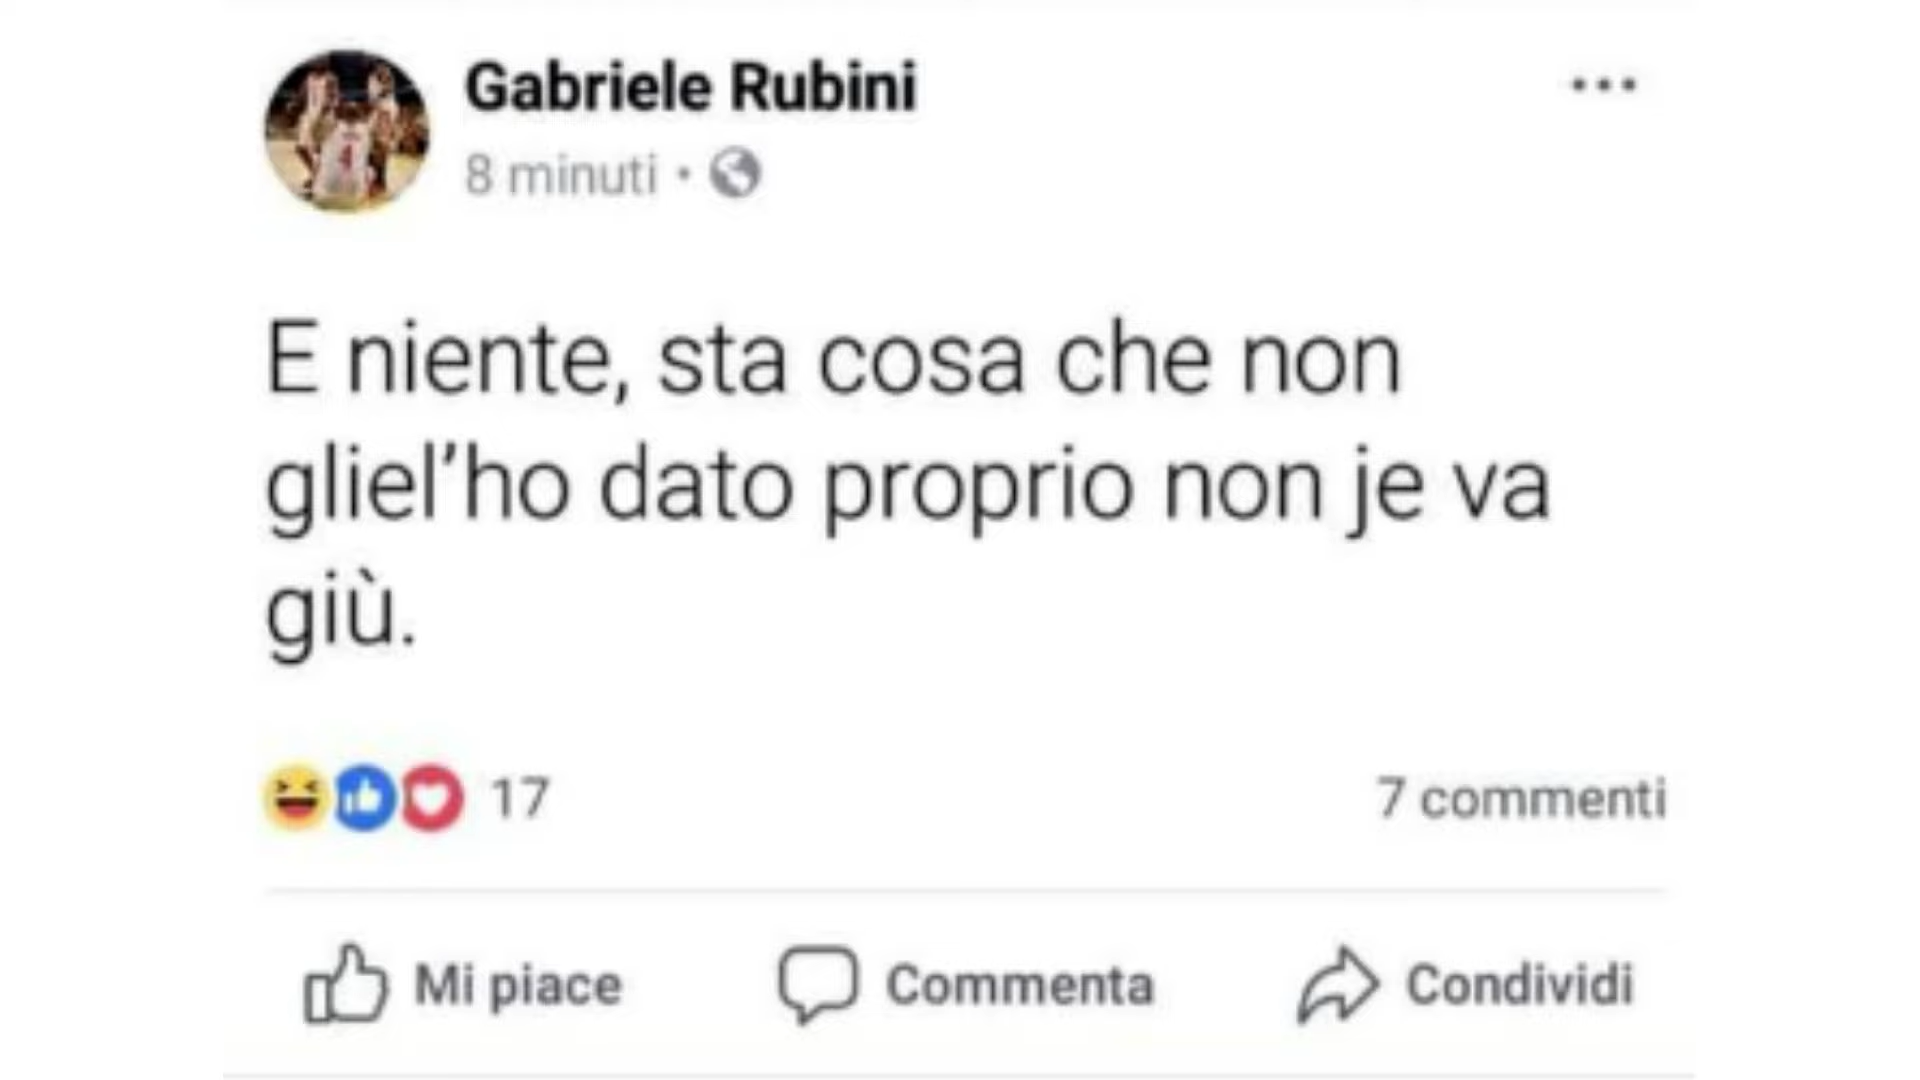 Gabriele Rubini
8 minuti
E niente, sta cosa che non
gliel’ho dato proprio non je va
giù.
17
7 commenti
Mi piace
Commenta
Condividi